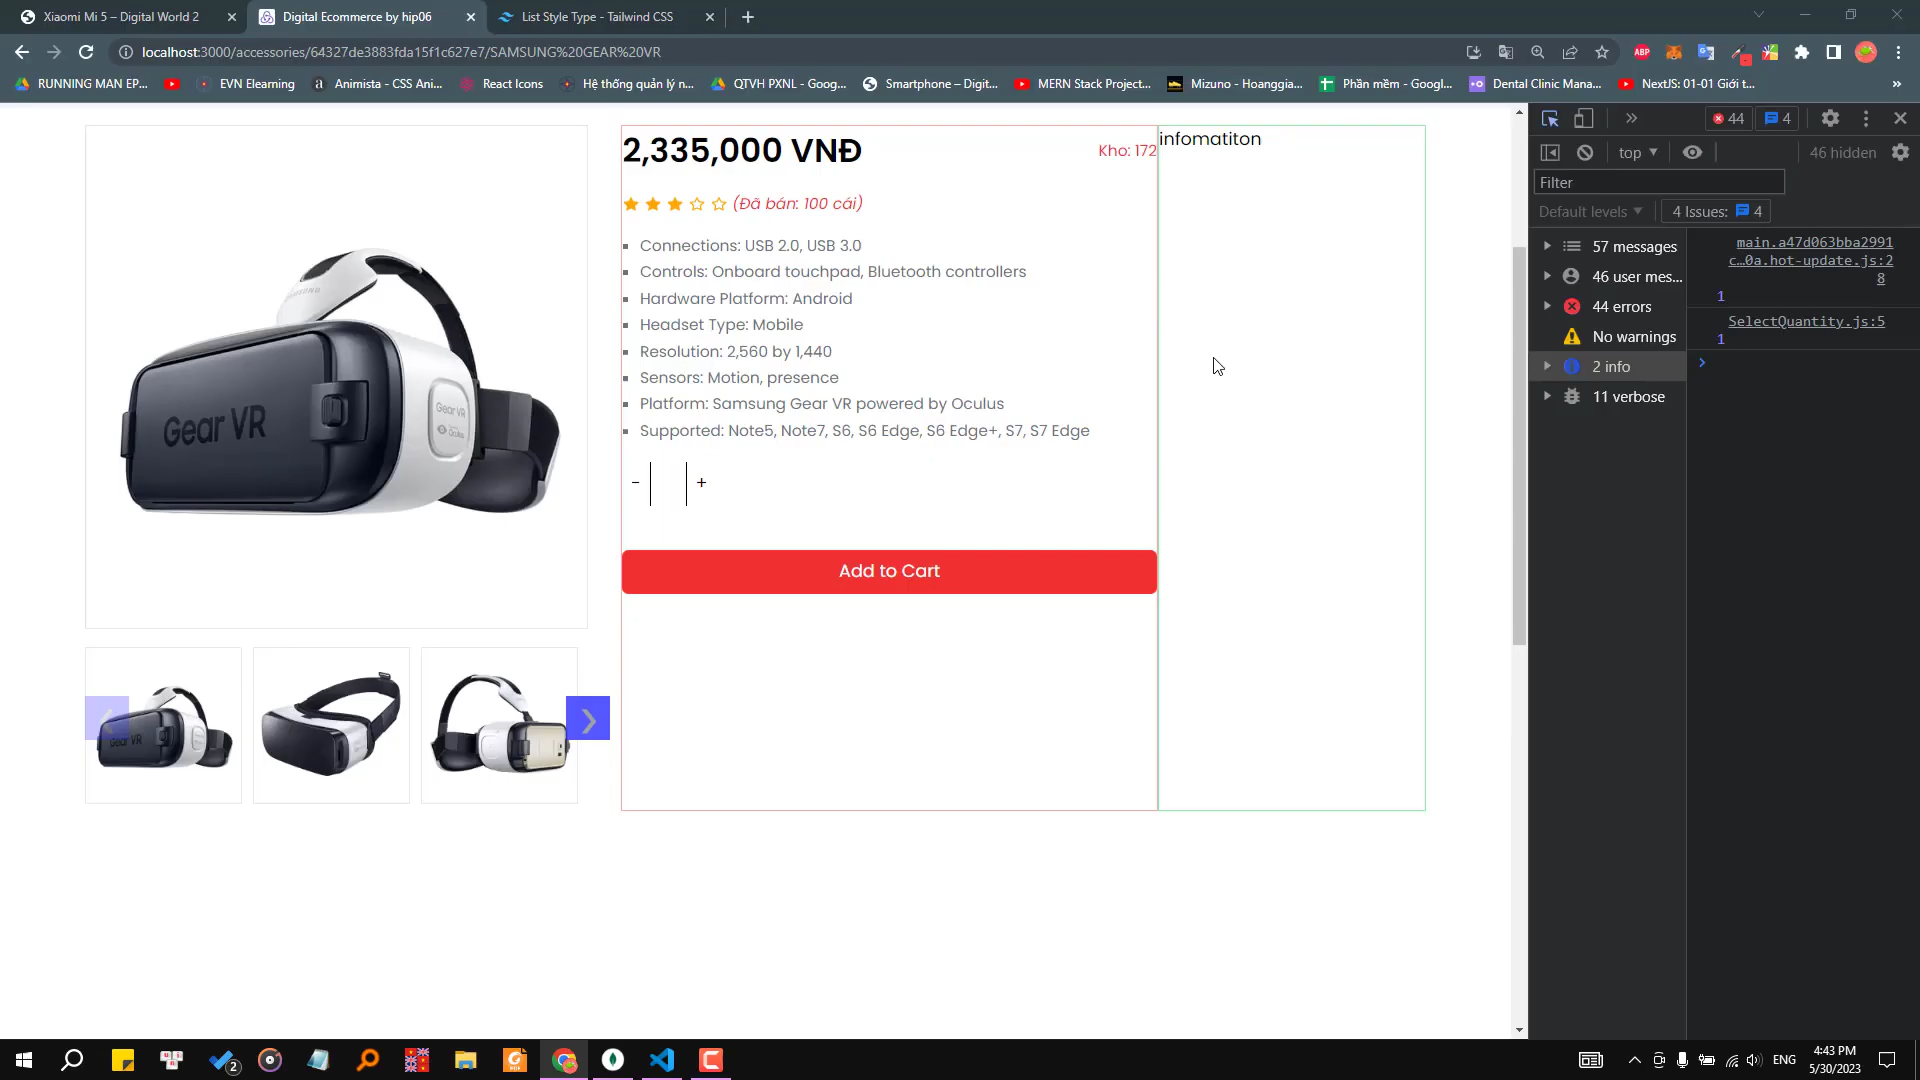 Xiaomi Mi 5 – Digital World 2
Digital Ecommerce by hip06
List Style Type - Tailwind CSS
localhost:3000/accessories/64327de3883fda15f1c627e7/SAMSUNG%20GEAR%20VR
ABP
RUNNING MAN EP...
EVN Elearning
Animista - CSS Ani...
React Icons
Hệ thống quản lý n...
QTVH PXNL - Goog...
Smartphone – Digit...
MERN Stack Project...
Mizuno - Hoanggia...
Phần mềm - Googl...
Dental Clinic Mana...
NextJS: 01-01 Giới t...
»
2,335,000 VNĐ
Kho: 172
infomatiton
(Đã bán: 100 cái)
Connections: USB 2.0, USB 3.0
Controls: Onboard touchpad, Bluetooth controllers
Hardware Platform: Android
Headset Type: Mobile
Resolution: 2,560 by 1,440
Sensors: Motion, presence
Platform: Samsung Gear VR powered by Oculus
Supported: Note5, Note7, S6, S6 Edge, S6 Edge+, S7, S7 Edge
- +
Add to Cart
SAMSUNG
Gear VR
Gear VR
Gear VR
44
4
top
46 hidden
Filter
Default levels
4 Issues:
4
57 messages
46 user mes...
44 errors
No warnings
2 info
11 verbose
main.a47d063bba2991
c…0a.hot-update.js:2
8
1
SelectQuantity.js:5
1
2
ENG
4:43 PM
5/30/2023